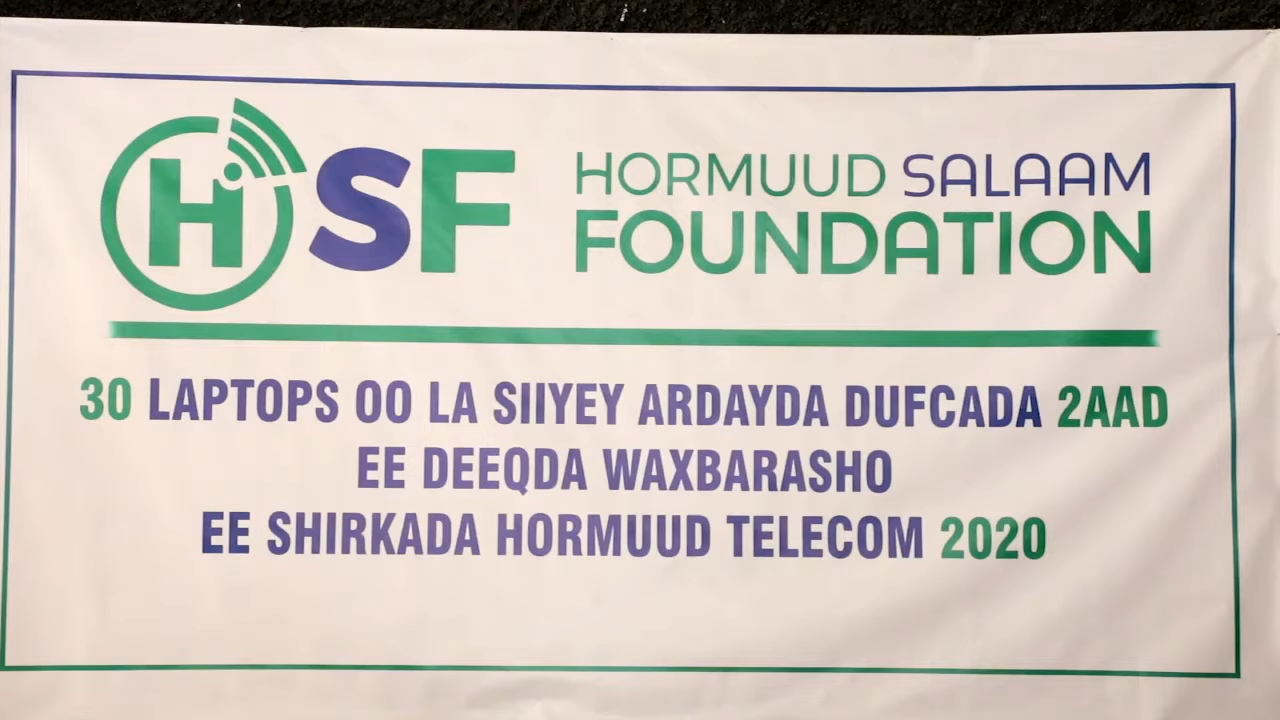 HSF
HORMUUD SALAAM
FOUNDATION
30 LAPTOPS OO LA SIIYEY ARDAYDA DUFCADA 2AAD
EE DEEQDA WAXBARASHO
EE SHIRKADA HORMUUD TELECOM 2020